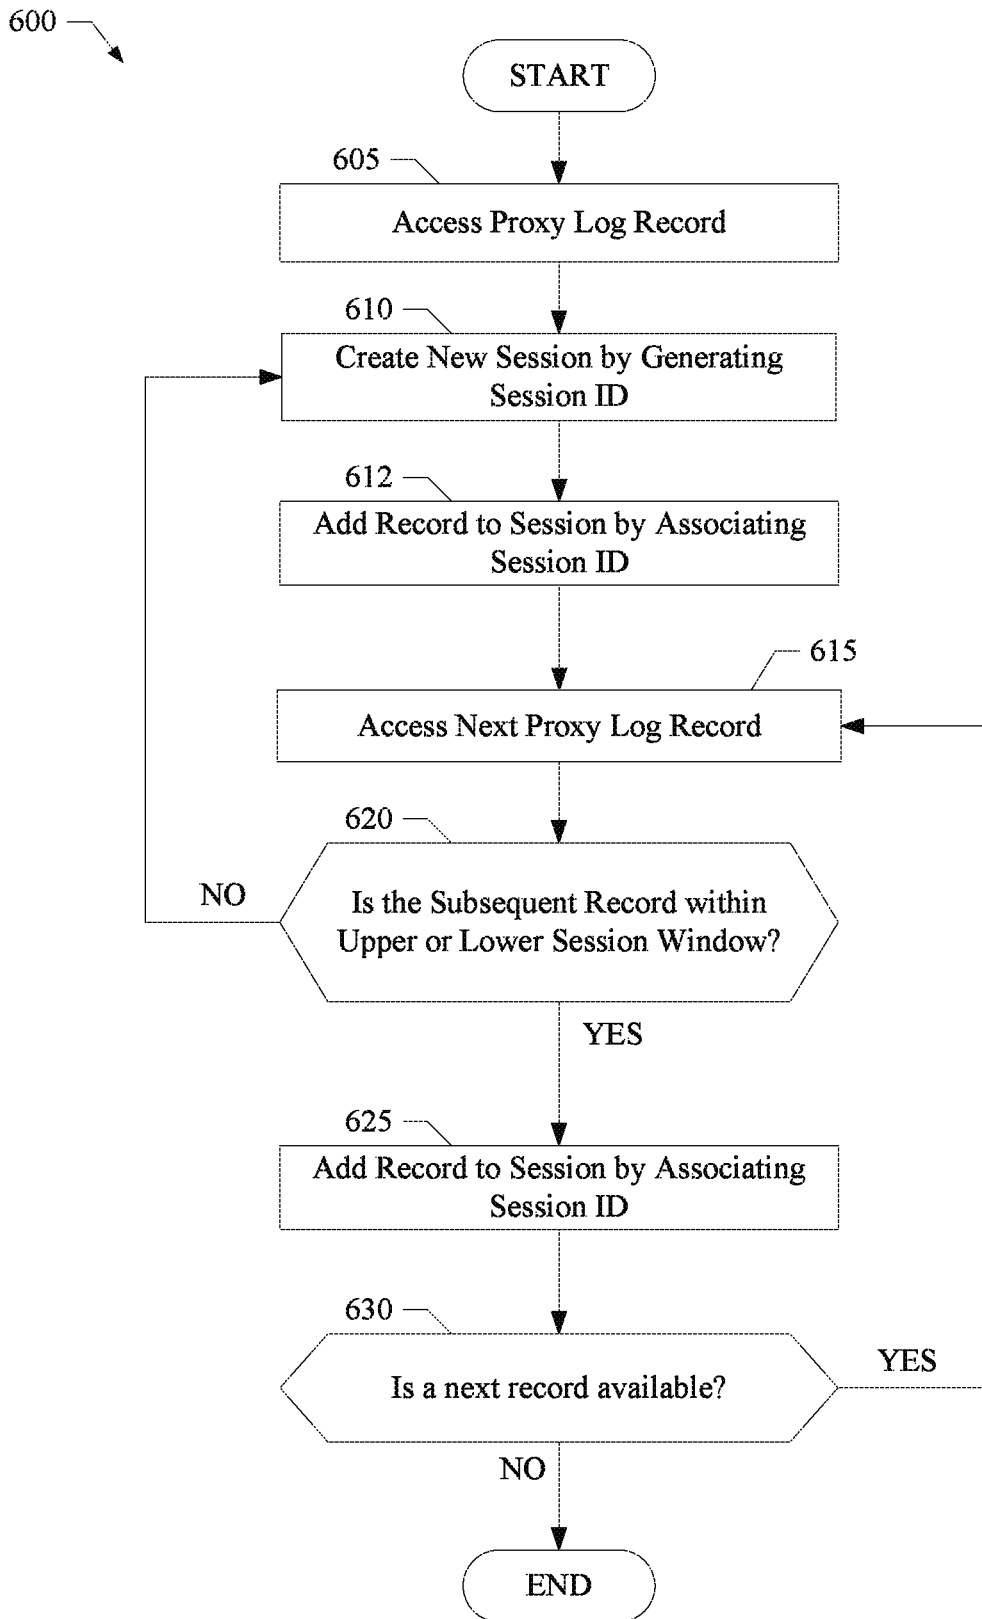 600
START
605
Access Proxy Log Record
610
Create New Session by Generating
Session ID
612
Add Record to Session by Associating
Session ID
615
Access Next Proxy Log Record
620
NO
Is the Subsequent Record within
Upper or Lower Session Window?
YES
625
Add Record to Session by Associating
Session ID
630
Is a next record available?
YES
NO
END